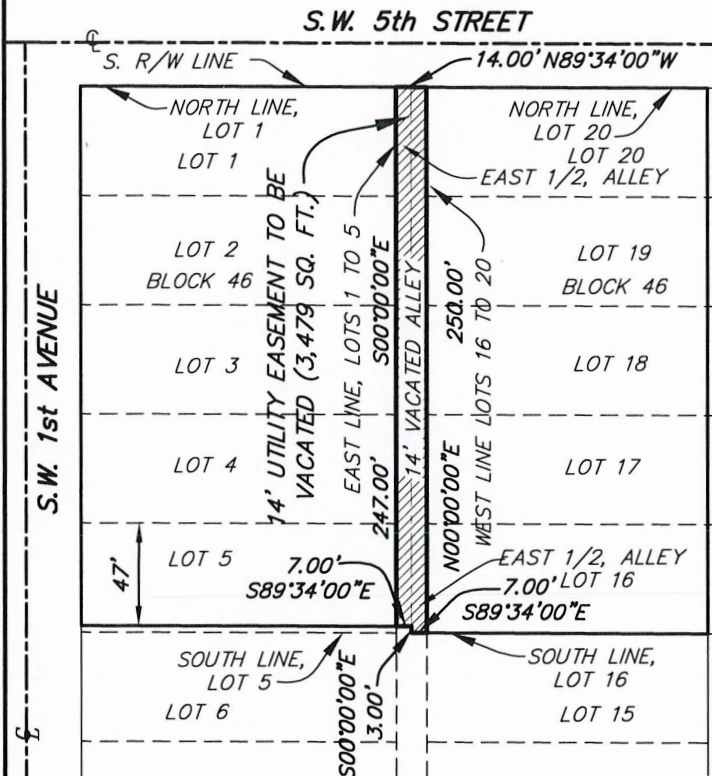 S.W. 5th STREET
℄
S. R/W LINE
14.00' N89°34'00"W
NORTH LINE,
LOT 1
LOT 1
NORTH LINE,
LOT 20
LOT 20
EAST 1/2, ALLEY
14' UTILITY EASEMENT TO BE
VACATED (3,479 SQ. FT.)
EAST LINE, LOTS 1 TO 5
S00°00'00"E
247.00'
14' VACATED ALLEY
250.00'
N00°00'00"E
WEST LINE LOTS 16 TO 20
LOT 2
BLOCK 46
LOT 19
BLOCK 46
S.W. 1st AVENUE
LOT 3
LOT 18
LOT 4
LOT 17
47'
LOT 5
7.00'
S89°34'00"E
EAST 1/2, ALLEY
7.00'
LOT 16
S89°34'00"E
SOUTH LINE,
LOT 5
S00°00'00"E
3.00'
SOUTH LINE,
LOT 16
LOT 6
LOT 15
℄